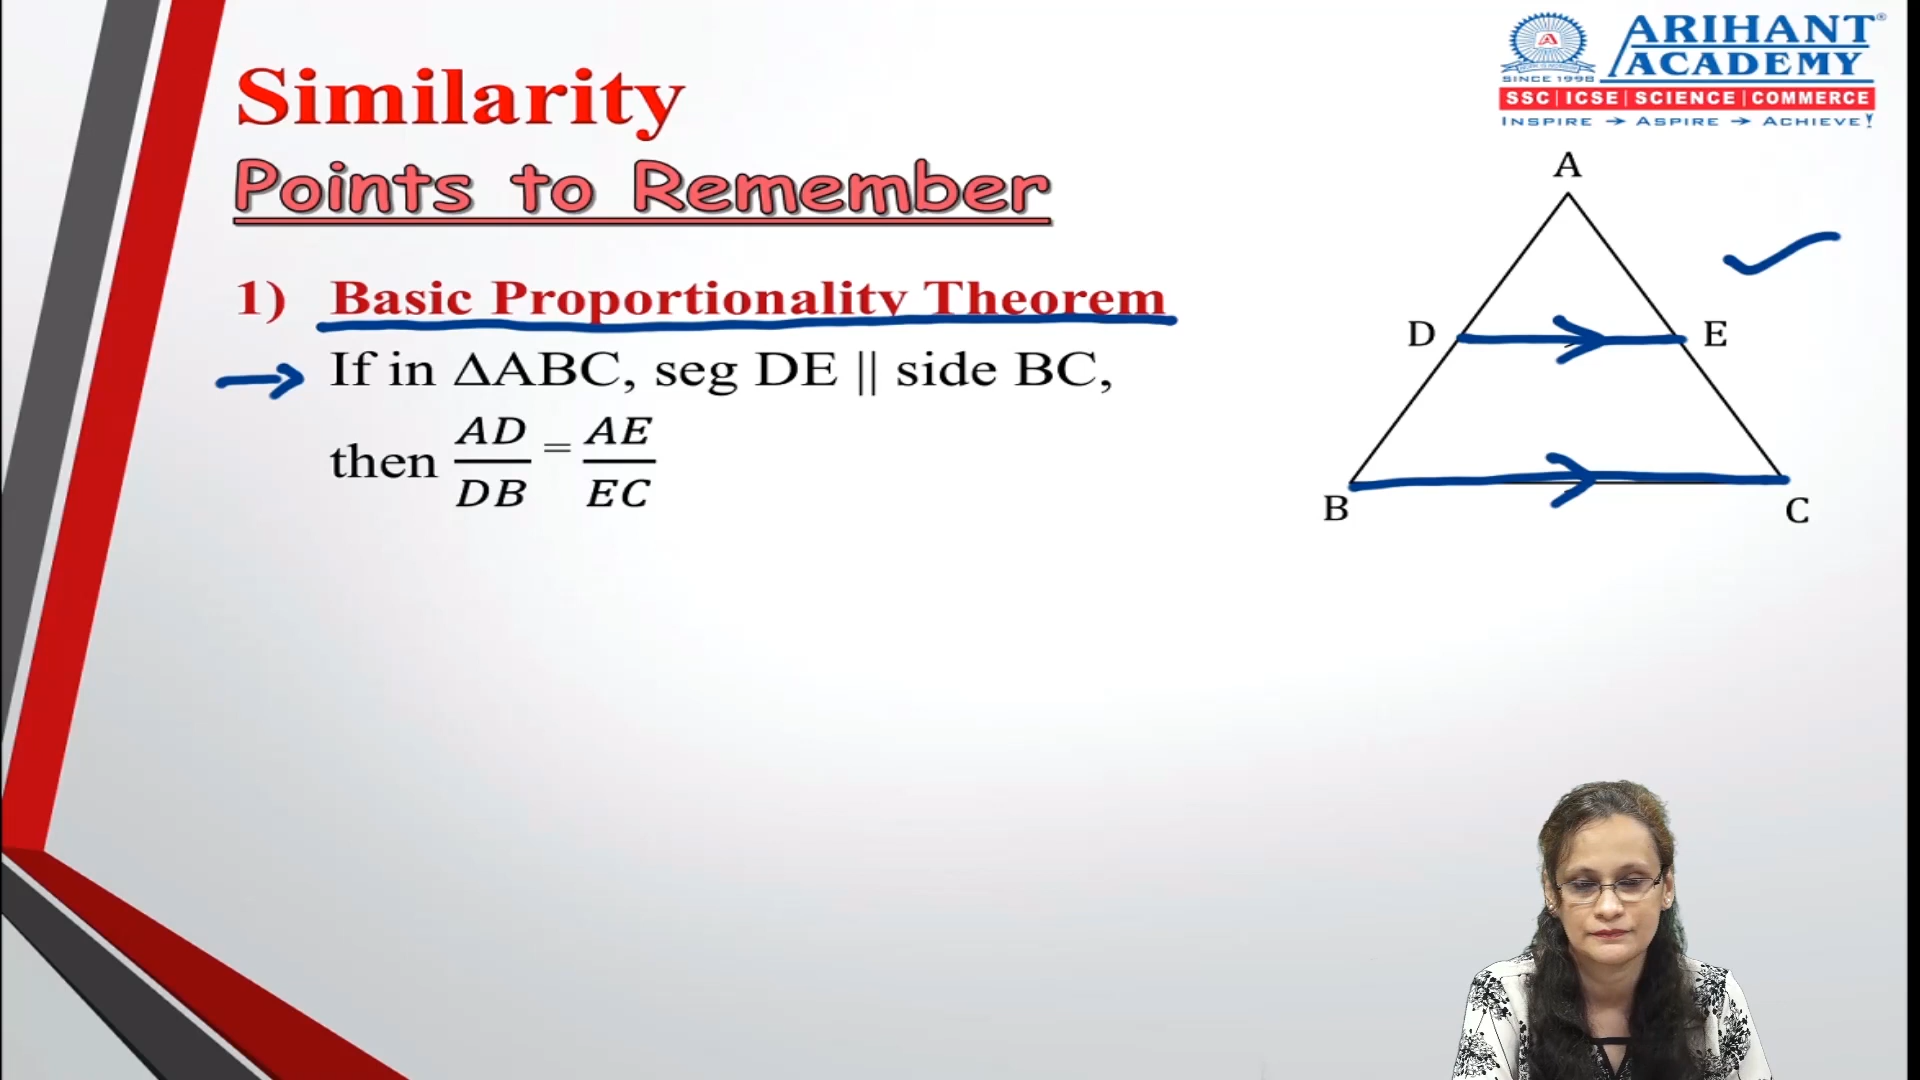 Similarity
Points to Remember
1) Basic Proportionality Theorem
If in ΔABC, seg DE || side BC,
then AD/DB = AE/EC
ARIHANT®
ACADEMY
SINCE 1998
SSC | ICSE | SCIENCE | COMMERCE
INSPIRE → ASPIRE → ACHIEVE!
A
D E
B C